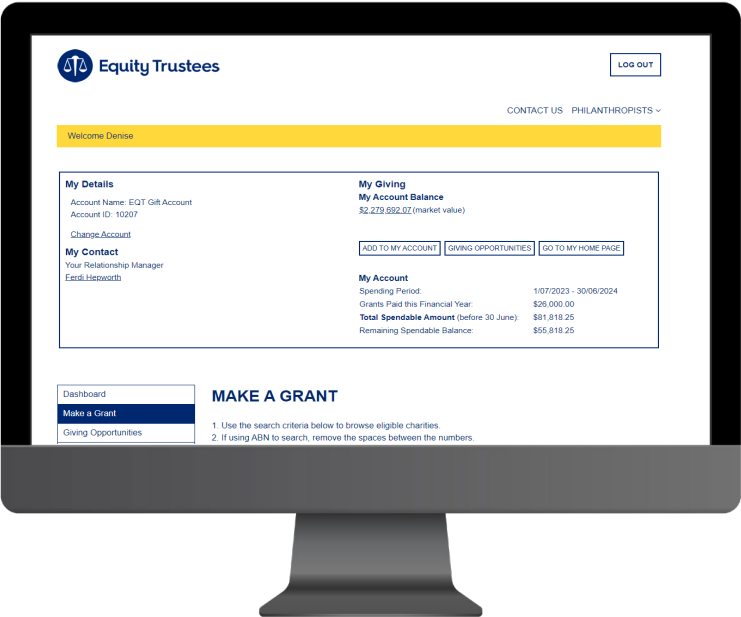 Equity Trustees
LOG OUT
CONTACT US PHILANTHROPISTS
Welcome Denise
My Details
Account Name: EQT Gift Account
Account ID: 10207
Change Account
My Contact
Your Relationship Manager
Ferdi Hepworth
My Giving
My Account Balance
$2,279,692.07 (market value)
ADD TO MY ACCOUNT GIVING OPPORTUNITIES GO TO MY HOME PAGE
My Account
Spending Period: 1/07/2023 - 30/06/2024
Grants Paid this Financial Year: $26,000.00
Total Spendable Amount (before 30 June): $81,818.25
Remaining Spendable Balance: $55,818.25
Dashboard
Make a Grant
Giving Opportunities
MAKE A GRANT
1. Use the search criteria below to browse eligible charities.
2. If using ABN to search, remove the spaces between the numbers.